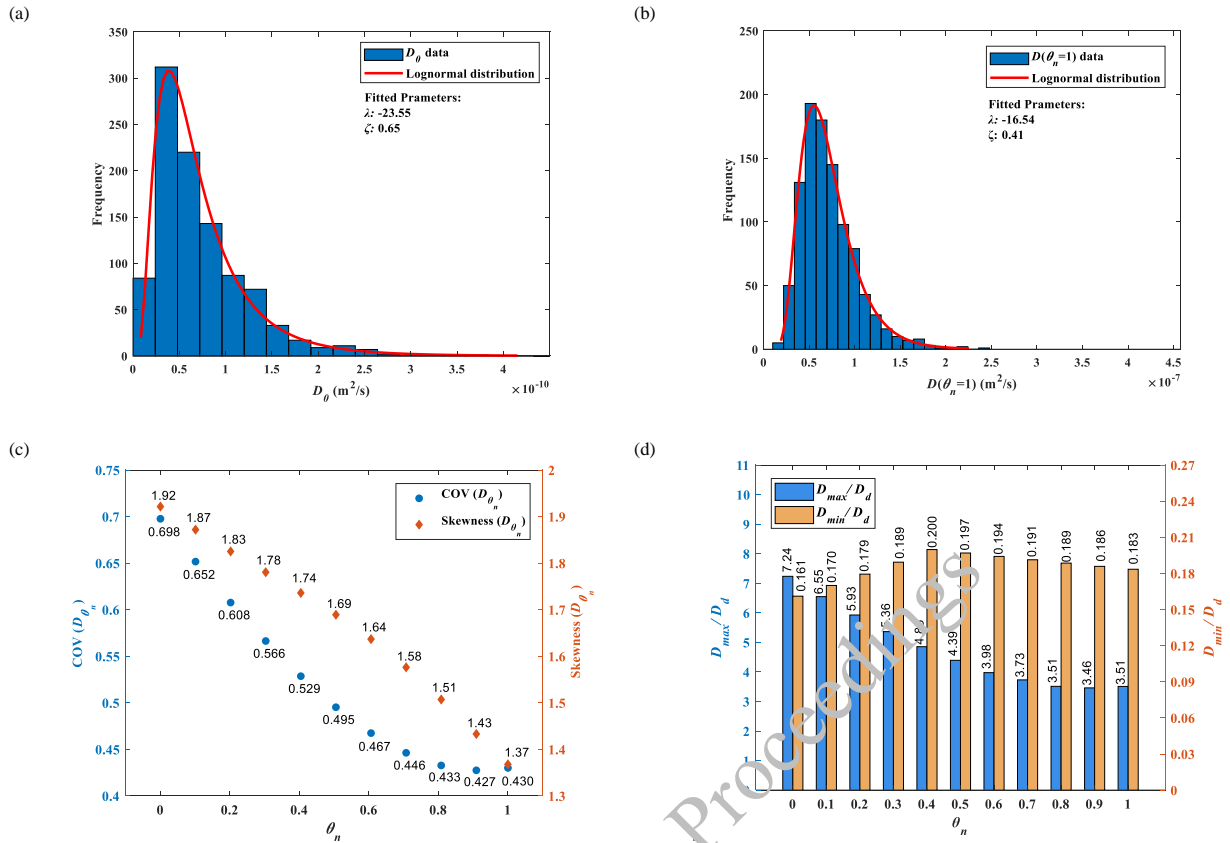 (a)
D₀ data
Lognormal distribution
Fitted Prameters:
λ: -23.55
ζ: 0.65
Frequency
350
300
250
200
150
100
50
0
0 0.5 1 1.5 2 2.5 3 3.5 4
× 10⁻¹⁰
D₀ (m²/s)
(b)
D(θₙ=1) data
Lognormal distribution
Fitted Prameters:
λ: -16.54
ζ: 0.41
Frequency
250
200
150
100
50
0
0 0.5 1 1.5 2 2.5 3 3.5 4 4.5
× 10⁻⁷
D(θₙ=1) (m²/s)
(c)
COV (D_θₙ)
Skewness (D_θₙ)
COV (D_θₙ)
0.75
0.7
0.65
0.6
0.55
0.5
0.45
0.4
2
1.9
1.8
1.7
1.6
1.5
1.4
1.3
Skewness (D_θₙ)
1.92 1.87 1.83 1.78 1.74 1.69 1.64 1.58 1.51 1.43 1.37
0.698 0.652 0.608 0.566 0.529 0.495 0.467 0.446 0.433 0.427 0.430
0 0.2 0.4 0.6 0.8 1
θₙ
(d)
D_max/D_d
D_min/D_d
D_max/D_d
11
10
9
8
7
6
5
4
3
2
1
0.27
0.24
0.21
0.18
0.15
0.12
0.09
0.06
0.03
0
D_min/D_d
7.24 0.161 6.55 0.170 5.93 0.179 5.36 0.189 0.200 4.39 0.197 3.98 0.194 3.73 0.191 3.51 0.189 3.46 0.186 3.51 0.183
0 0.1 0.2 0.3 0.4 0.5 0.6 0.7 0.8 0.9 1
θₙ
Proceedings